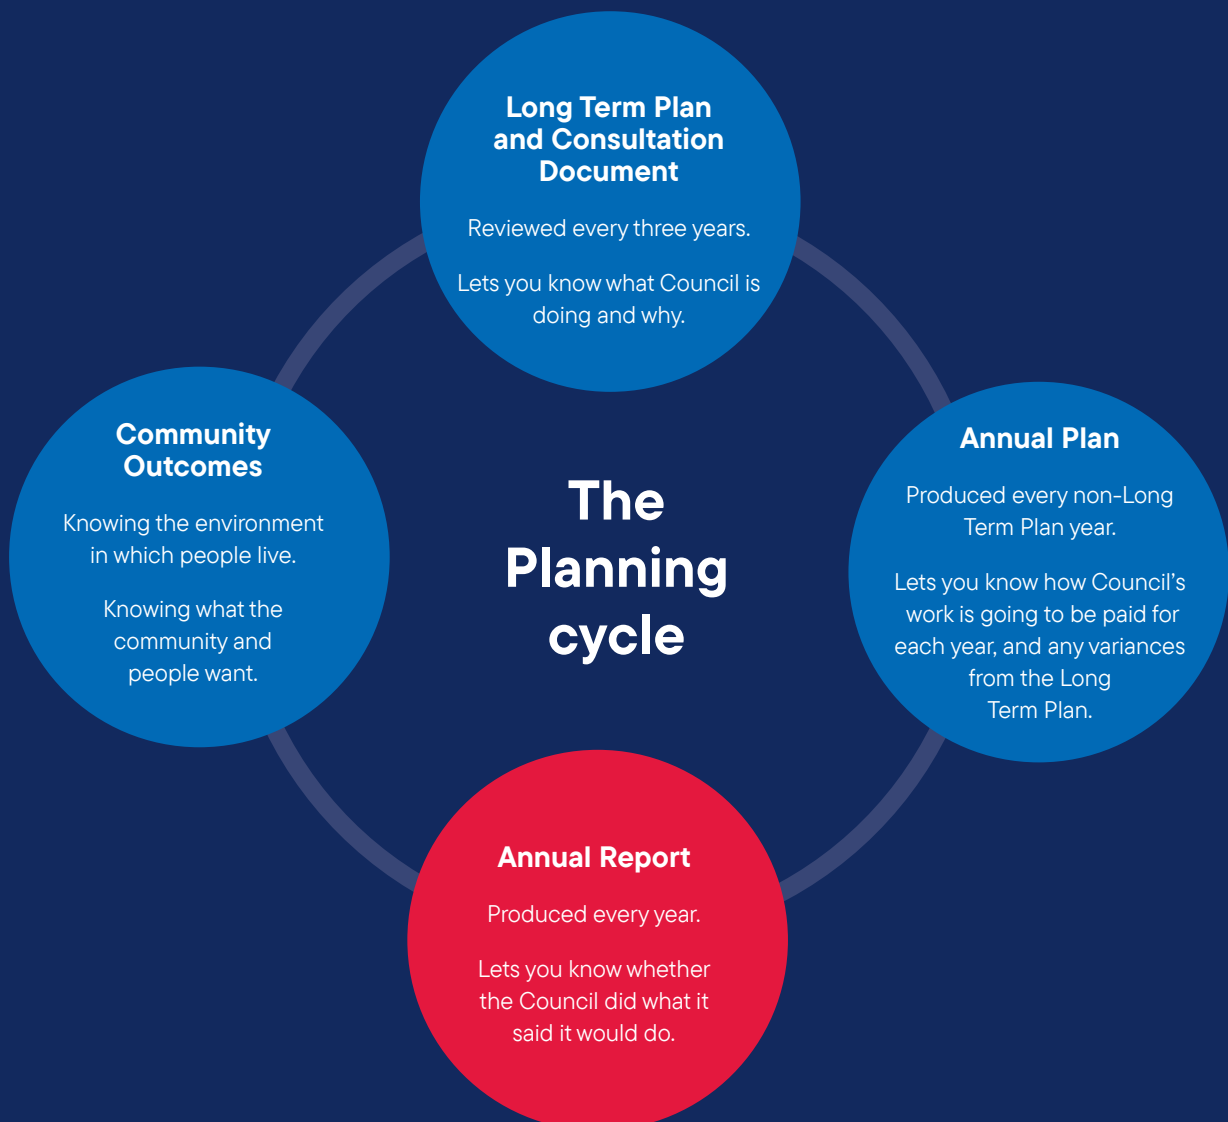 Long Term Plan
and Consultation
Document
Reviewed every three years.
Lets you know what Council is
doing and why.
Community
Outcomes
Knowing the environment
in which people live.
Knowing what the
community and
people want.
The
Planning
cycle
Annual Plan
Produced every non-Long
Term Plan year.
Lets you know how Council’s
work is going to be paid for
each year, and any variances
from the Long
Term Plan.
Annual Report
Produced every year.
Lets you know whether
the Council did what it
said it would do.